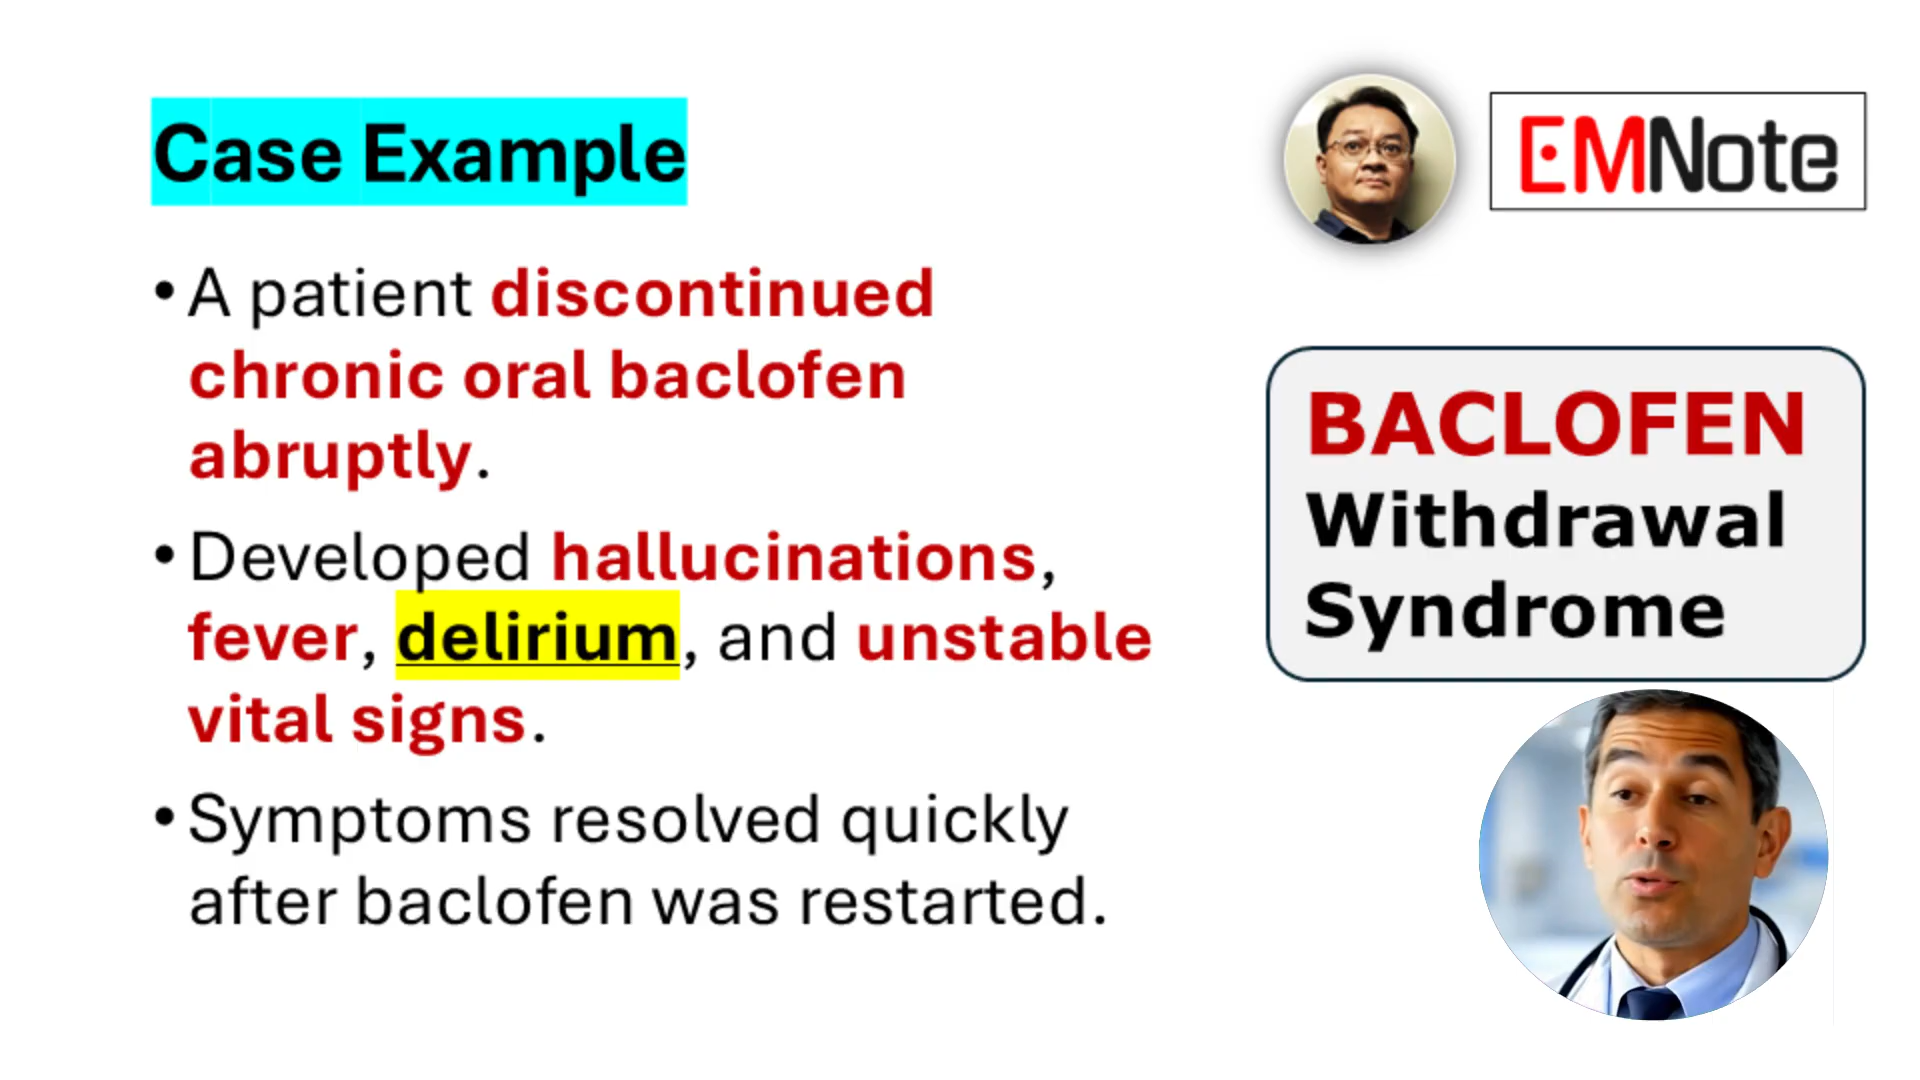 Case Example
• A patient discontinued
chronic oral baclofen
abruptly.
• Developed hallucinations,
fever, delirium, and unstable
vital signs.
• Symptoms resolved quickly
after baclofen was restarted.
EMNote
BACLOFEN
Withdrawal
Syndrome